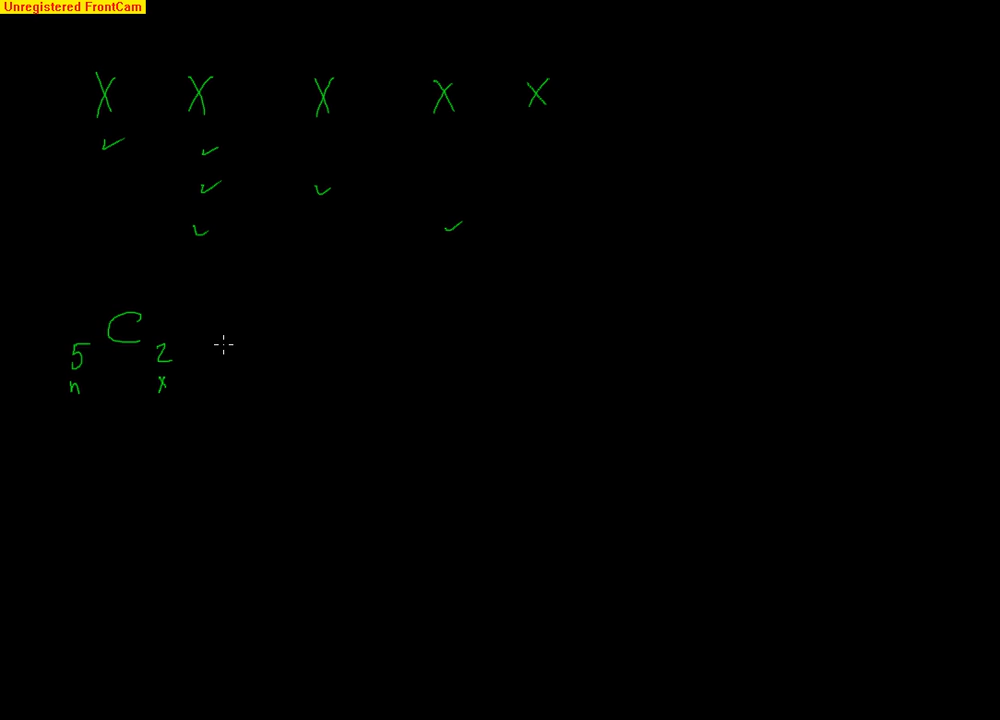 Unregistered FrontCam
X X X X X
✓ ✓
✓ ✓
✓ ✓
5 C 2
n x